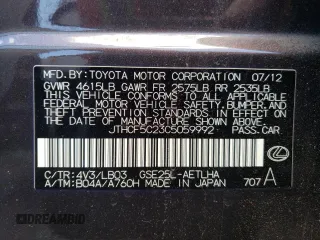 MFD. BY: TOYOTA MOTOR CORPORATION 07/12
GVWR 4615LB GAWR FR 2575LB RR 2535LB
THIS VEHICLE CONFORMS TO ALL APPLICABLE
FEDERAL MOTOR VEHICLE SAFETY, BUMPER, AND
THEFT PREVENTION STANDARDS IN EFFECT ON
THE DATE OF MANUFACTURE SHOWN ABOVE.
JTHCF5C23C5059992 PASS.CAR
C/TR:4V3/LB03 GSE25L-AETLHA
A/TM:B04A/A760H MADE IN JAPAN 707 A
AUTOBIDMASTER